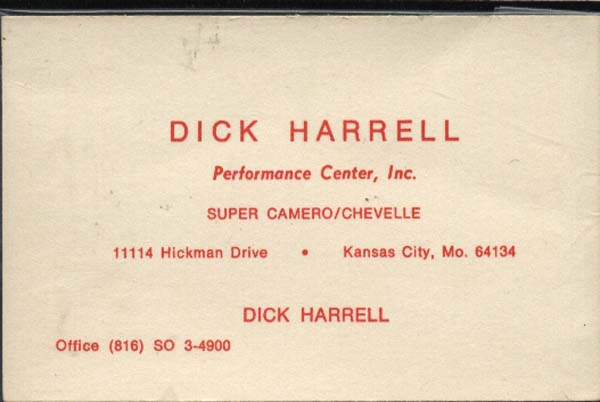 DICK HARRELL
Performance Center, Inc.
SUPER CAMERO/CHEVELLE
11114 Hickman Drive • Kansas City, Mo. 64134
DICK HARRELL
Office (816) SO 3-4900